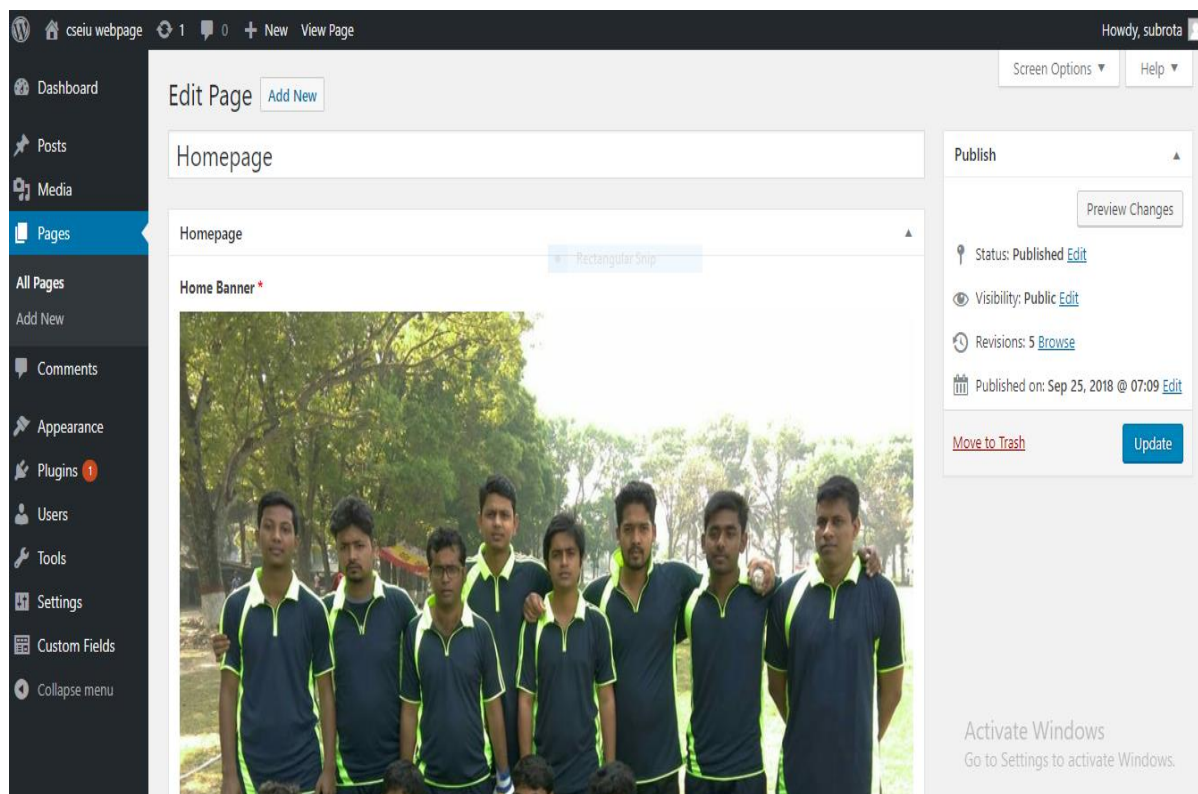 cseiu webpage 1 0 + New View Page Howdy, subrota
Screen Options ▼ Help ▼
Dashboard
Posts
Media
Pages
All Pages
Add New
Comments
Appearance
Plugins 1
Users
Tools
Settings
Custom Fields
Collapse menu
Edit Page Add New
Homepage
Homepage
Rectangular Snip
Home Banner *
Publish
Preview Changes
Status: Published Edit
Visibility: Public Edit
Revisions: 5 Browse
Published on: Sep 25, 2018 @ 07:09 Edit
Move to Trash Update
Activate Windows
Go to Settings to activate Windows.